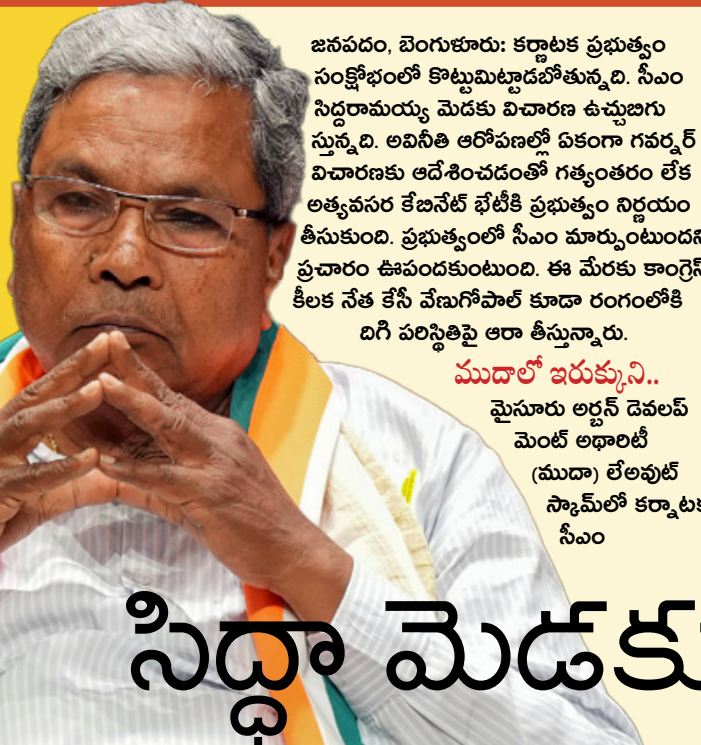 జనపదం, బెంగుళూరు: కర్ణాటక ప్రభుత్వం
సంక్షోభంలో కొట్టుమిట్టాడబోతున్నది. సీఎం
సిద్దరామయ్య మెడకు విచారణ ఉచ్చుబిగు
స్తున్నది. అవినీతి ఆరోపణల్లో ఏకంగా గవర్నర్
విచారణకు ఆదేశించడంతో గత్యంతరం లేక
అత్యవసర కేబినేట్ భేటీకి ప్రభుత్వం నిర్ణయం
తీసుకుంది. ప్రభుత్వంలో సీఎం మార్పుంటుందని
ప్రచారం ఊపందకుంటుంది. ఈ మేరకు కాంగ్రెస్
కీలక నేత కేసీ వేణుగోపాల్ కూడా రంగంలోకి
దిగి పరిస్థితిపై ఆరా తీస్తున్నారు.
ముదాలో ఇరుక్కుని..
మైసూరు అర్బన్ డెవలప్
మెంట్ అథారిటీ
(ముదా) లేఅవుట్
స్కామ్‌లో కర్నాటక
సీఎం
సిద్ధా మెడకు